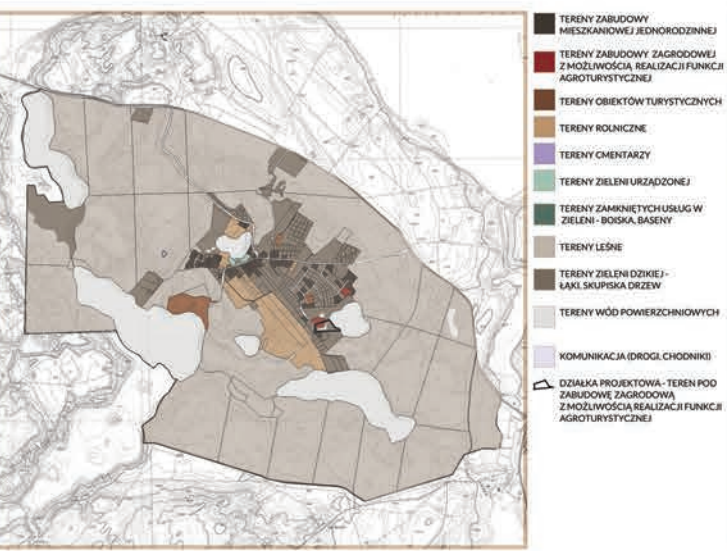 TERENY ZABUDOWY
MIESZKANIOWEJ JEDNORODZINNEJ
TERENY ZABUDOWY ZAGRODOWEJ
Z MOŻLIWOŚCIĄ REALIZACJI FUNKCJI
AGROTURYSTYCZNEJ
TERENY OBIEKTÓW TURYSTYCZNYCH
TERENY ROLNICZNE
TERENY CMENTARZY
TERENY ZIELENI URZĄDZONEJ
TERENY ZAMKNIĘTYCH USŁUG W
ZIELENI - BOISKA, BASENY
TERENY LEŚNE
TERENY ZIELENI DZIKIEJ -
ŁĄKI, SKUPISKA DRZEW
TERENY WÓD POWIERZCHNIOWYCH
KOMUNIKACJA (DROGI, CHODNIKI)
DZIAŁKA PROJEKTOWA - TEREN POD
ZABUDOWĘ ZAGRODOWĄ
Z MOŻLIWOŚCIĄ REALIZACJI FUNKCJI
AGROTURYSTYCZNEJ